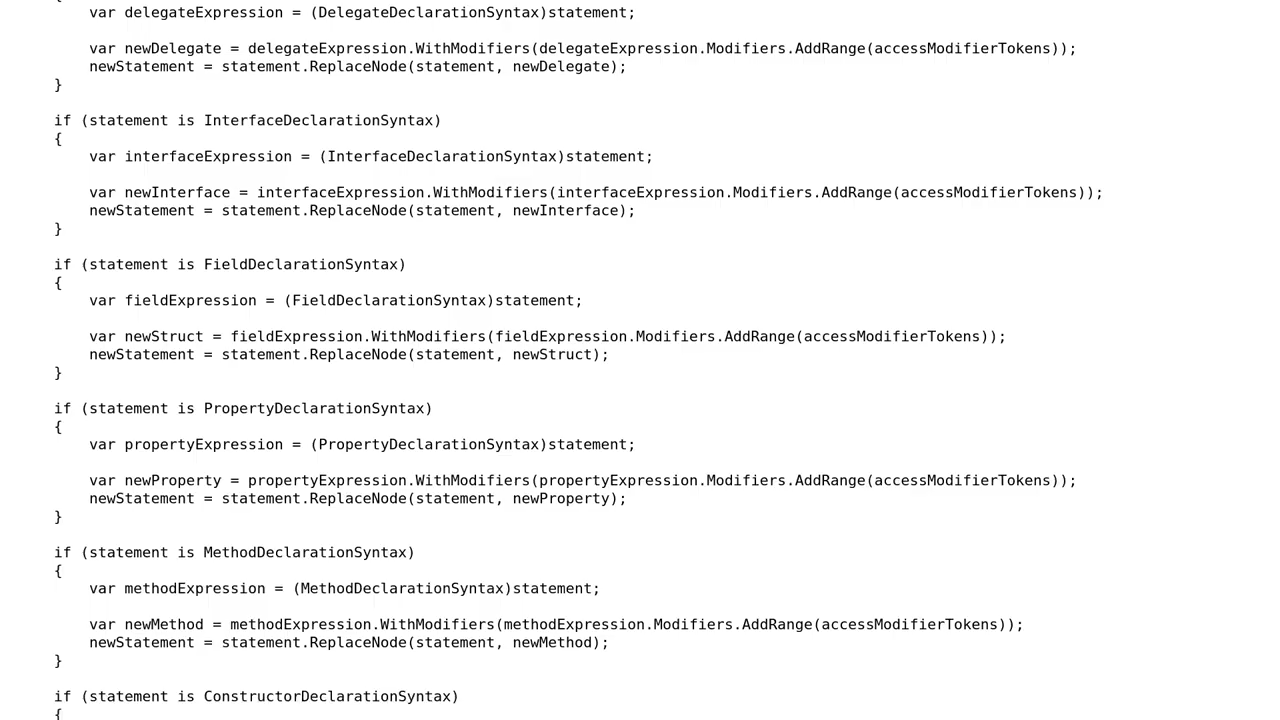 {
var delegateExpression = (DelegateDeclarationSyntax)statement;
var newDelegate = delegateExpression.WithModifiers(delegateExpression.Modifiers.AddRange(accessModifierTokens));
newStatement = statement.ReplaceNode(statement, newDelegate);
}
if (statement is InterfaceDeclarationSyntax)
{
var interfaceExpression = (InterfaceDeclarationSyntax)statement;
var newInterface = interfaceExpression.WithModifiers(interfaceExpression.Modifiers.AddRange(accessModifierTokens));
newStatement = statement.ReplaceNode(statement, newInterface);
}
if (statement is FieldDeclarationSyntax)
{
var fieldExpression = (FieldDeclarationSyntax)statement;
var newStruct = fieldExpression.WithModifiers(fieldExpression.Modifiers.AddRange(accessModifierTokens));
newStatement = statement.ReplaceNode(statement, newStruct);
}
if (statement is PropertyDeclarationSyntax)
{
var propertyExpression = (PropertyDeclarationSyntax)statement;
var newProperty = propertyExpression.WithModifiers(propertyExpression.Modifiers.AddRange(accessModifierTokens));
newStatement = statement.ReplaceNode(statement, newProperty);
}
if (statement is MethodDeclarationSyntax)
{
var methodExpression = (MethodDeclarationSyntax)statement;
var newMethod = methodExpression.WithModifiers(methodExpression.Modifiers.AddRange(accessModifierTokens));
newStatement = statement.ReplaceNode(statement, newMethod);
}
if (statement is ConstructorDeclarationSyntax)
{